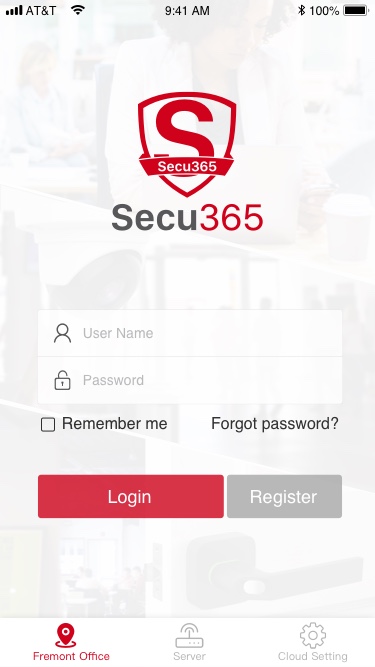 AT&T 9:41 AM 100%
S
Secu365
Secu365
User Name
Password
Remember me Forgot password?
Login Register
Fremont Office Server Cloud Setting